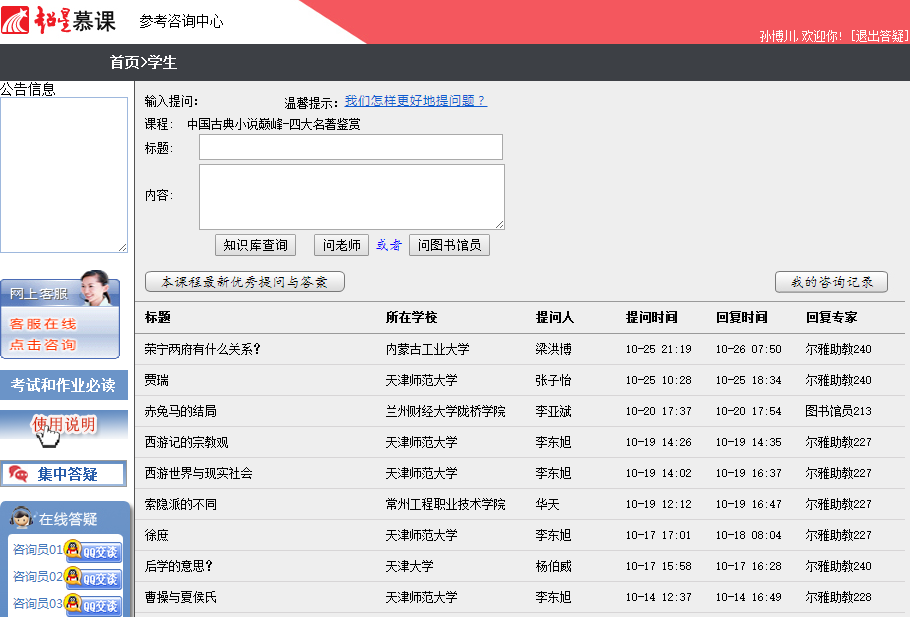 超星慕课 参考咨询中心
孙博川, 欢迎你! [退出答疑]
首页>学生
公告信息
输入提问: 温馨提示: 我们怎样更好地提问题？
课程: 中国古典小说巅峰-四大名著鉴赏
标题:
内容:
知识库查询 问老师 或者 问图书馆员
本课程最新优秀提问与答案 我的咨询记录
标题 所在学校 提问人 提问时间 回复时间 回复专家
荣宁两府有什么关系? 内蒙古工业大学 梁洪博 10-25 21:19 10-26 07:50 尔雅助教240
贾瑞 天津师范大学 张子怡 10-25 10:28 10-25 18:34 尔雅助教240
赤兔马的结局 兰州财经大学陇桥学院 李亚斌 10-20 17:37 10-20 17:54 图书馆员213
西游记的宗教观 天津师范大学 李东旭 10-19 14:26 10-19 14:35 尔雅助教227
西游世界与现实社会 天津师范大学 李东旭 10-19 14:02 10-19 16:37 尔雅助教227
索隐派的不同 常州工程职业技术学院 华天 10-19 12:12 10-19 16:47 尔雅助教227
徐庶 天津师范大学 李东旭 10-17 17:01 10-18 08:04 尔雅助教227
后学的意思? 天津大学 杨伯威 10-17 15:58 10-17 16:28 尔雅助教240
曹操与夏侯氏 天津师范大学 李东旭 10-14 12:37 10-14 16:49 尔雅助教228
网上客服
客服在线
点击咨询
考试和作业必读
使用说明
集中答疑
在线答疑
咨询员01 QQ交谈
咨询员02 QQ交谈
咨询员03 QQ交谈